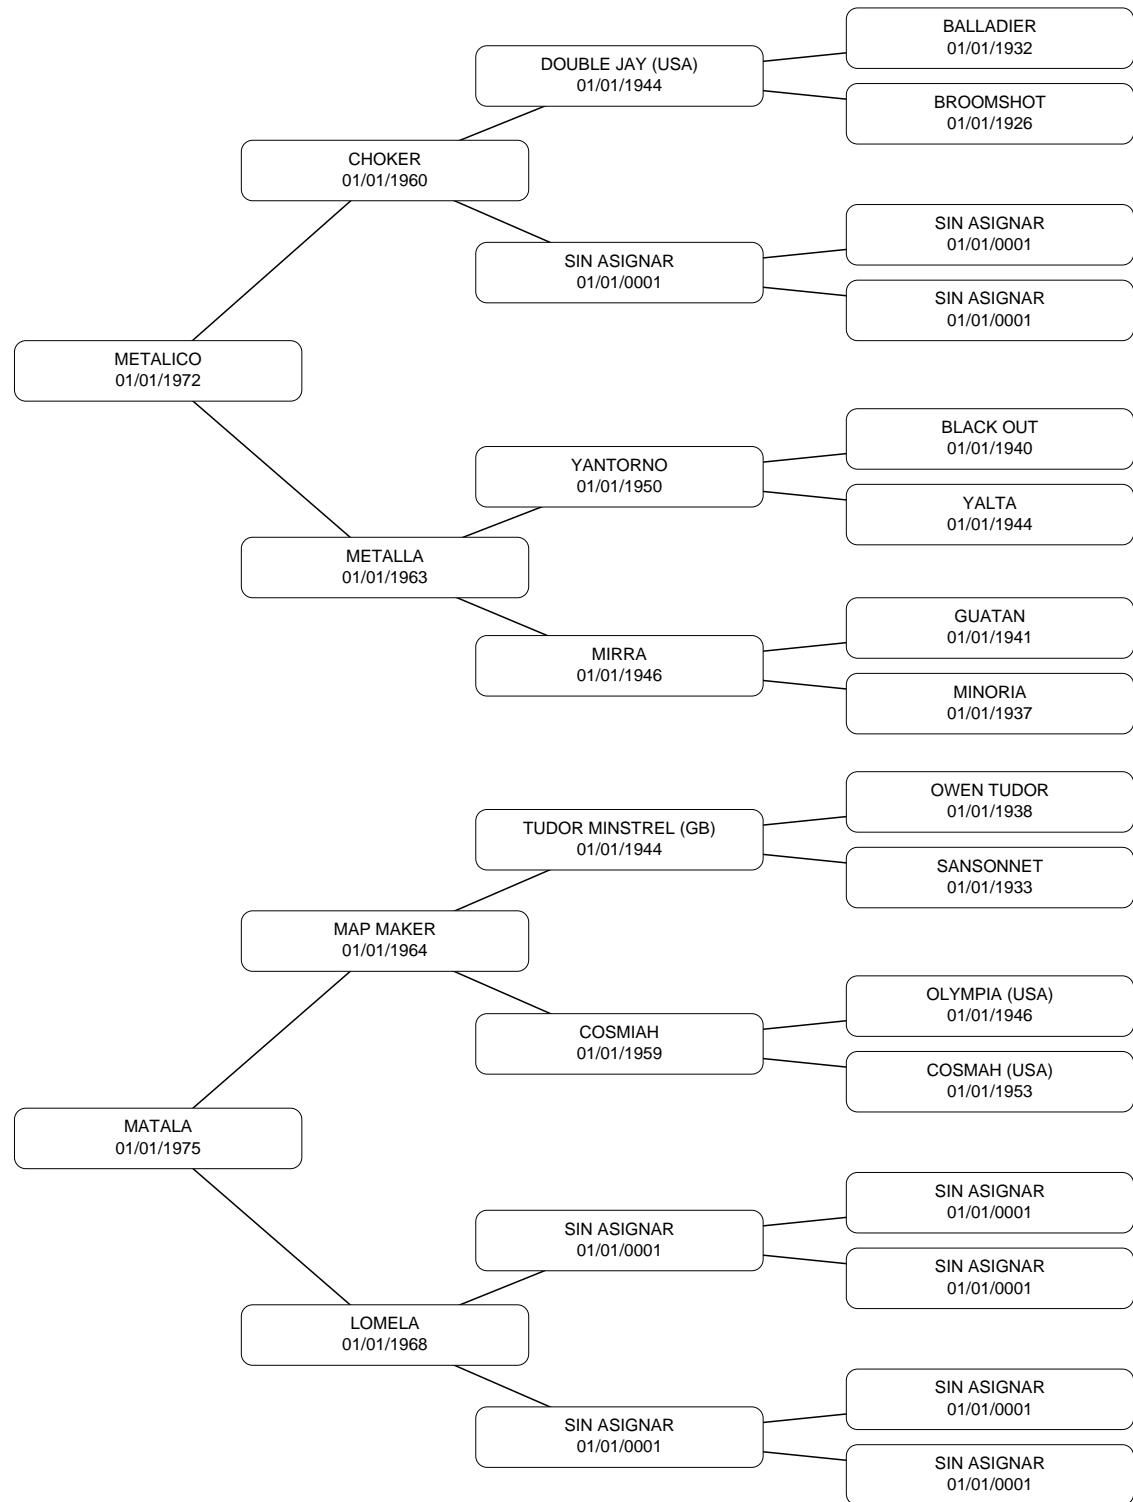 BALLADIER
01/01/1932
DOUBLE JAY (USA)
01/01/1944
BROOMSHOT
01/01/1926
CHOKER
01/01/1960
SIN ASIGNAR
01/01/0001
SIN ASIGNAR
01/01/0001
SIN ASIGNAR
01/01/0001
METALICO
01/01/1972
BLACK OUT
01/01/1940
YANTORNO
01/01/1950
YALTA
01/01/1944
METALLA
01/01/1963
GUATAN
01/01/1941
MIRRA
01/01/1946
MINORIA
01/01/1937
OWEN TUDOR
01/01/1938
TUDOR MINSTREL (GB)
01/01/1944
SANSONNET
01/01/1933
MAP MAKER
01/01/1964
OLYMPIA (USA)
01/01/1946
COSMIAH
01/01/1959
COSMAH (USA)
01/01/1953
MATALA
01/01/1975
SIN ASIGNAR
01/01/0001
SIN ASIGNAR
01/01/0001
SIN ASIGNAR
01/01/0001
LOMELA
01/01/1968
SIN ASIGNAR
01/01/0001
SIN ASIGNAR
01/01/0001
SIN ASIGNAR
01/01/0001